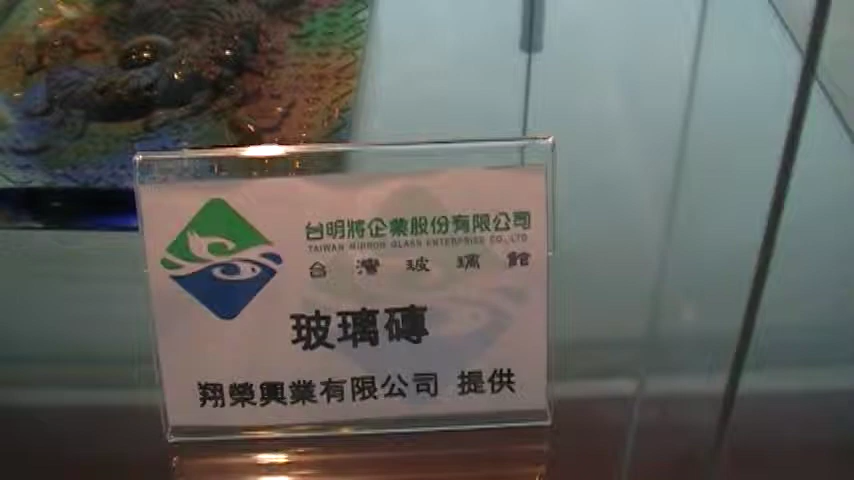 台明將企業股份有限公司
TAIWAN MIRROR GLASS ENTERPRISE CO., LTD
台灣玻璃館
玻璃磚
翔榮興業有限公司 提供